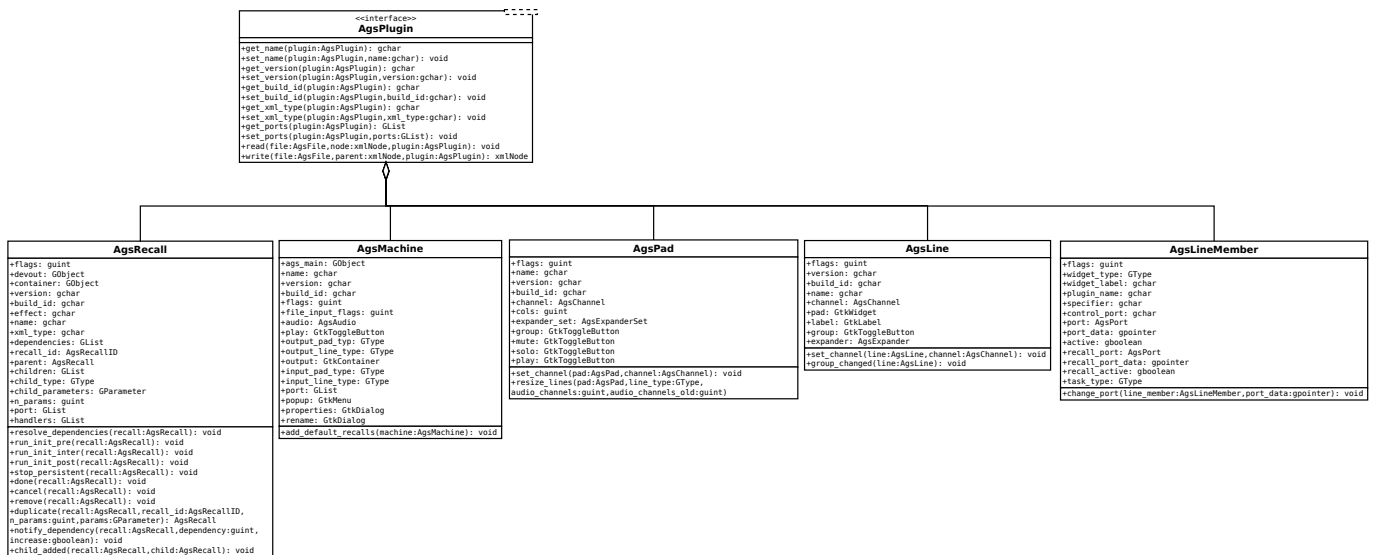 <<interface>>
AgsPlugin
+get_name(plugin:AgsPlugin): gchar
+set_name(plugin:AgsPlugin,name:gchar): void
+get_version(plugin:AgsPlugin): gchar
+set_version(plugin:AgsPlugin,version:gchar): void
+get_build_id(plugin:AgsPlugin): gchar
+set_build_id(plugin:AgsPlugin,build_id:gchar): void
+get_xml_type(plugin:AgsPlugin): gchar
+set_xml_type(plugin:AgsPlugin,xml_type:gchar): void
+get_ports(plugin:AgsPlugin): GList
+set_ports(plugin:AgsPlugin,ports:GList): void
+read(file:AgsFile,node:xmlNode,plugin:AgsPlugin): void
+write(file:AgsFile,parent:xmlNode,plugin:AgsPlugin): xmlNode
AgsRecall
+flags: guint
+devout: GObject
+container: GObject
+version: gchar
+build_id: gchar
+effect: gchar
+name: gchar
+xml_type: gchar
+dependencies: GList
+recall_id: AgsRecallID
+parent: AgsRecall
+children: GList
+child_type: GType
+child_parameters: GParameter
+n_params: guint
+port: GList
+handlers: GList
+resolve_dependencies(recall:AgsRecall): void
+run_init_pre(recall:AgsRecall): void
+run_init_inter(recall:AgsRecall): void
+run_init_post(recall:AgsRecall): void
+stop_persistent(recall:AgsRecall): void
+done(recall:AgsRecall): void
+cancel(recall:AgsRecall): void
+remove(recall:AgsRecall): void
+duplicate(recall:AgsRecall,recall_id:AgsRecallID,
n_params:guint,params:GParameter): AgsRecall
+notify_dependency(recall:AgsRecall,dependency:guint,
increase:gboolean): void
+child_added(recall:AgsRecall,child:AgsRecall): void
AgsMachine
+ags_main: GObject
+name: gchar
+version: gchar
+build_id: gchar
+flags: guint
+file_input_flags: guint
+audio: AgsAudio
+play: GtkToggleButton
+output_pad_typ: GType
+output_line_type: GType
+output: GtkContainer
+input_pad_type: GType
+input_line_type: GType
+port: GList
+popup: GtkMenu
+properties: GtkDialog
+rename: GtkDialog
+add_default_recalls(machine:AgsMachine): void
AgsPad
+flags: guint
+name: gchar
+version: gchar
+build_id: gchar
+channel: AgsChannel
+cols: guint
+expander_set: AgsExpanderSet
+group: GtkToggleButton
+mute: GtkToggleButton
+solo: GtkToggleButton
+play: GtkToggleButton
+set_channel(pad:AgsPad,channel:AgsChannel): void
+resize_lines(pad:AgsPad,line_type:GType,
audio_channels:guint,audio_channels_old:guint)
AgsLine
+flags: guint
+version: gchar
+build_id: gchar
+name: gchar
+channel: AgsChannel
+pad: GtkWidget
+label: GtkLabel
+group: GtkToggleButton
+expander: AgsExpander
+set_channel(line:AgsLine,channel:AgsChannel): void
+group_changed(line:AgsLine): void
AgsLineMember
+flags: guint
+widget_type: GType
+widget_label: gchar
+plugin_name: gchar
+specifier: gchar
+control_port: gchar
+port: AgsPort
+port_data: gpointer
+active: gboolean
+recall_port: AgsPort
+recall_port_data: gpointer
+recall_active: gboolean
+task_type: GType
+change_port(line_member:AgsLineMember,port_data:gpointer): void